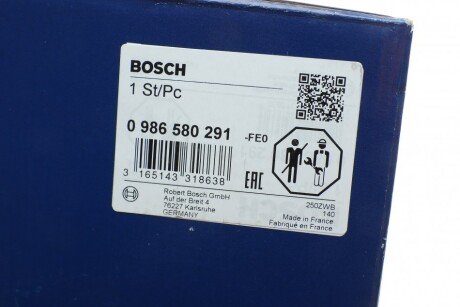 BOSCH
1 St/Pc
0 986 580 291 -FE0
3 165143 318638
EAC
Robert Bosch GmbH
Auf der Breit 4
76227 Karlsruhe
GERMANY
250ZWB
140
Made in France
Fabriqué en France